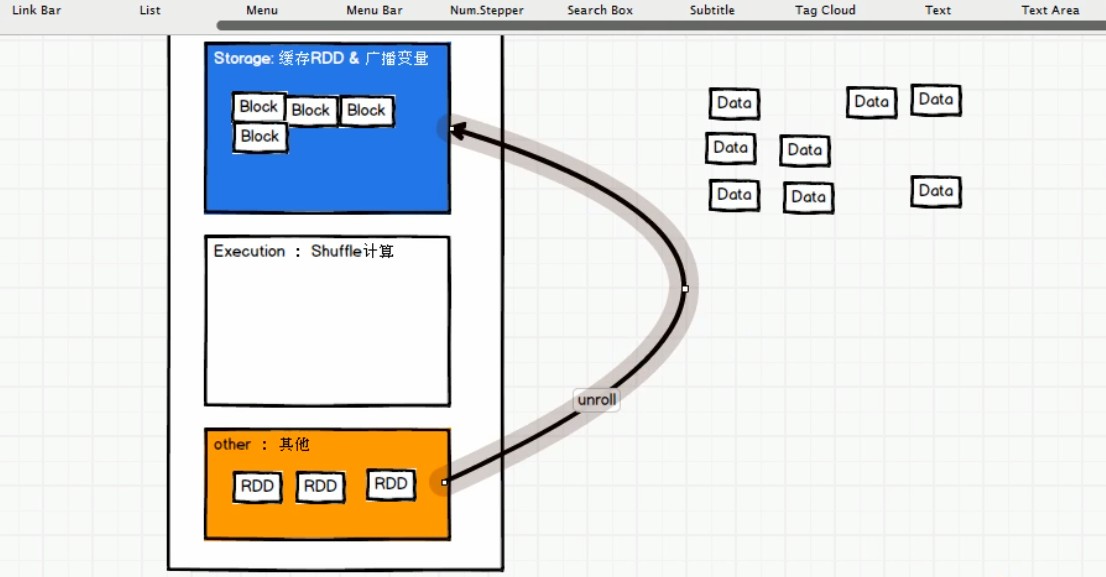 Link Bar List Menu Menu Bar Num.Stepper Search Box Subtitle Tag Cloud Text Text Area
Storage: 缓存RDD & 广播变量
Block Block Block
Block
Data Data Data
Data Data
Data Data Data
Execution : Shuffle计算
unroll
other : 其他
RDD RDD RDD